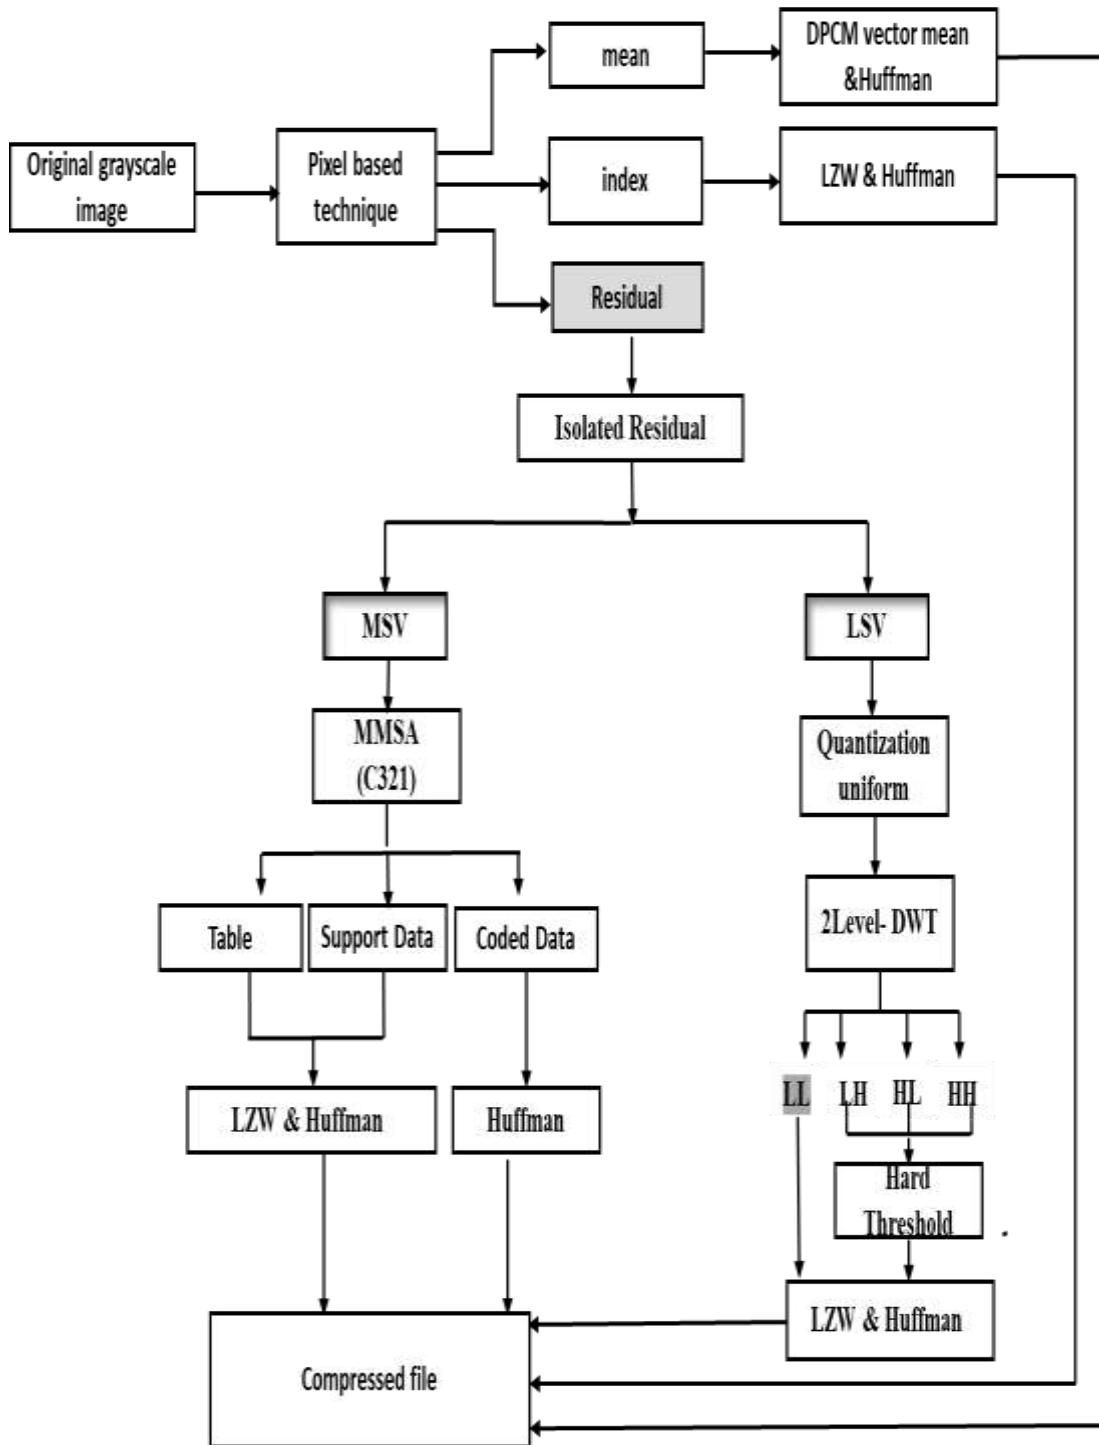 mean
DPCM vector mean
&Huffman
Original grayscale
image
Pixel based
technique
index
LZW & Huffman
Residual
Isolated Residual
MSV
LSV
MMSA
(C321)
Quantization
uniform
Table
Support Data
Coded Data
2Level- DWT
LL
LH
HL
HH
LZW & Huffman
Huffman
Hard
Threshold
.
LZW & Huffman
Compressed file